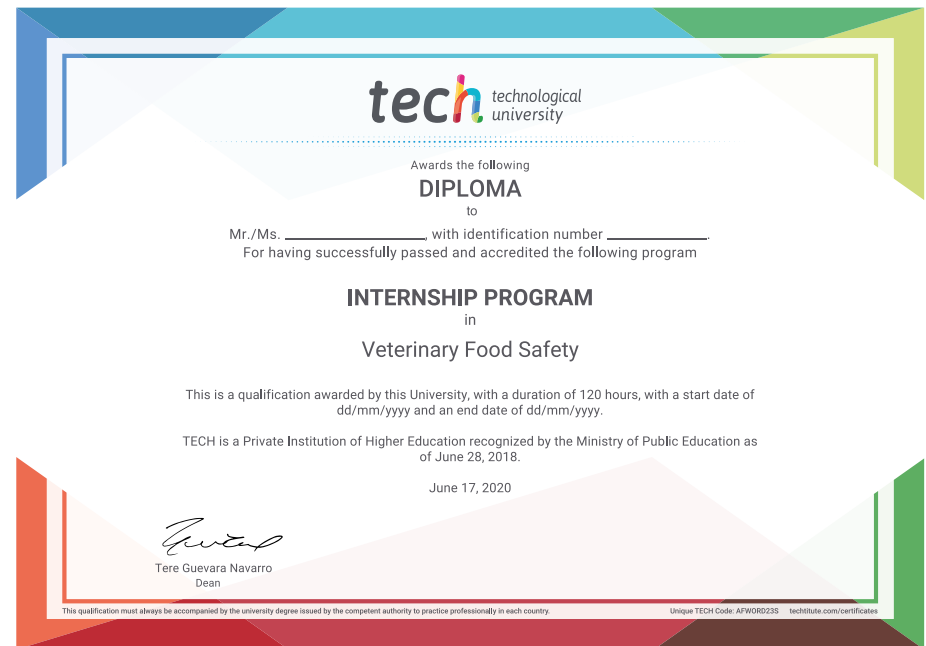 tech technological
university
Awards the following
DIPLOMA
to
Mr./Ms. ____________________, with identification number ______________.
For having successfully passed and accredited the following program
INTERNSHIP PROGRAM
in
Veterinary Food Safety
This is a qualification awarded by this University, with a duration of 120 hours, with a start date of
dd/mm/yyyy and an end date of dd/mm/yyyy.
TECH is a Private Institution of Higher Education recognized by the Ministry of Public Education as
of June 28, 2018.
June 17, 2020
Tere Guevara Navarro
Dean
This qualification must always be accompanied by the university degree issued by the competent authority to practice professionally in each country.
Unique TECH Code: AFWORD23S techtitute.com/certificates